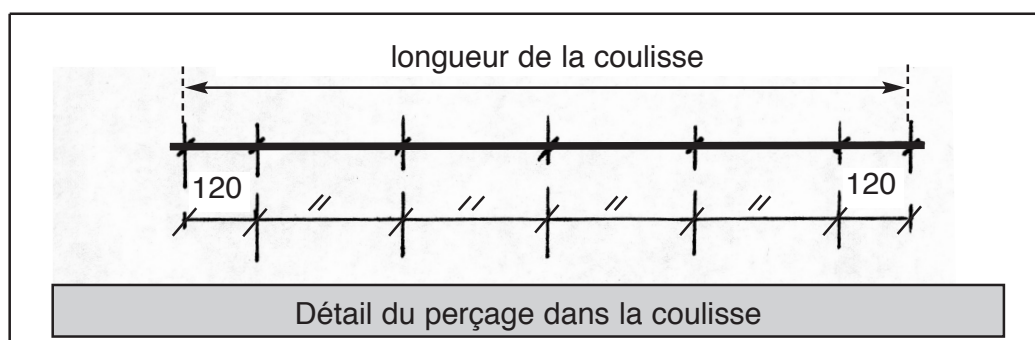 longueur de la coulisse
120
120
Détail du perçage dans la coulisse